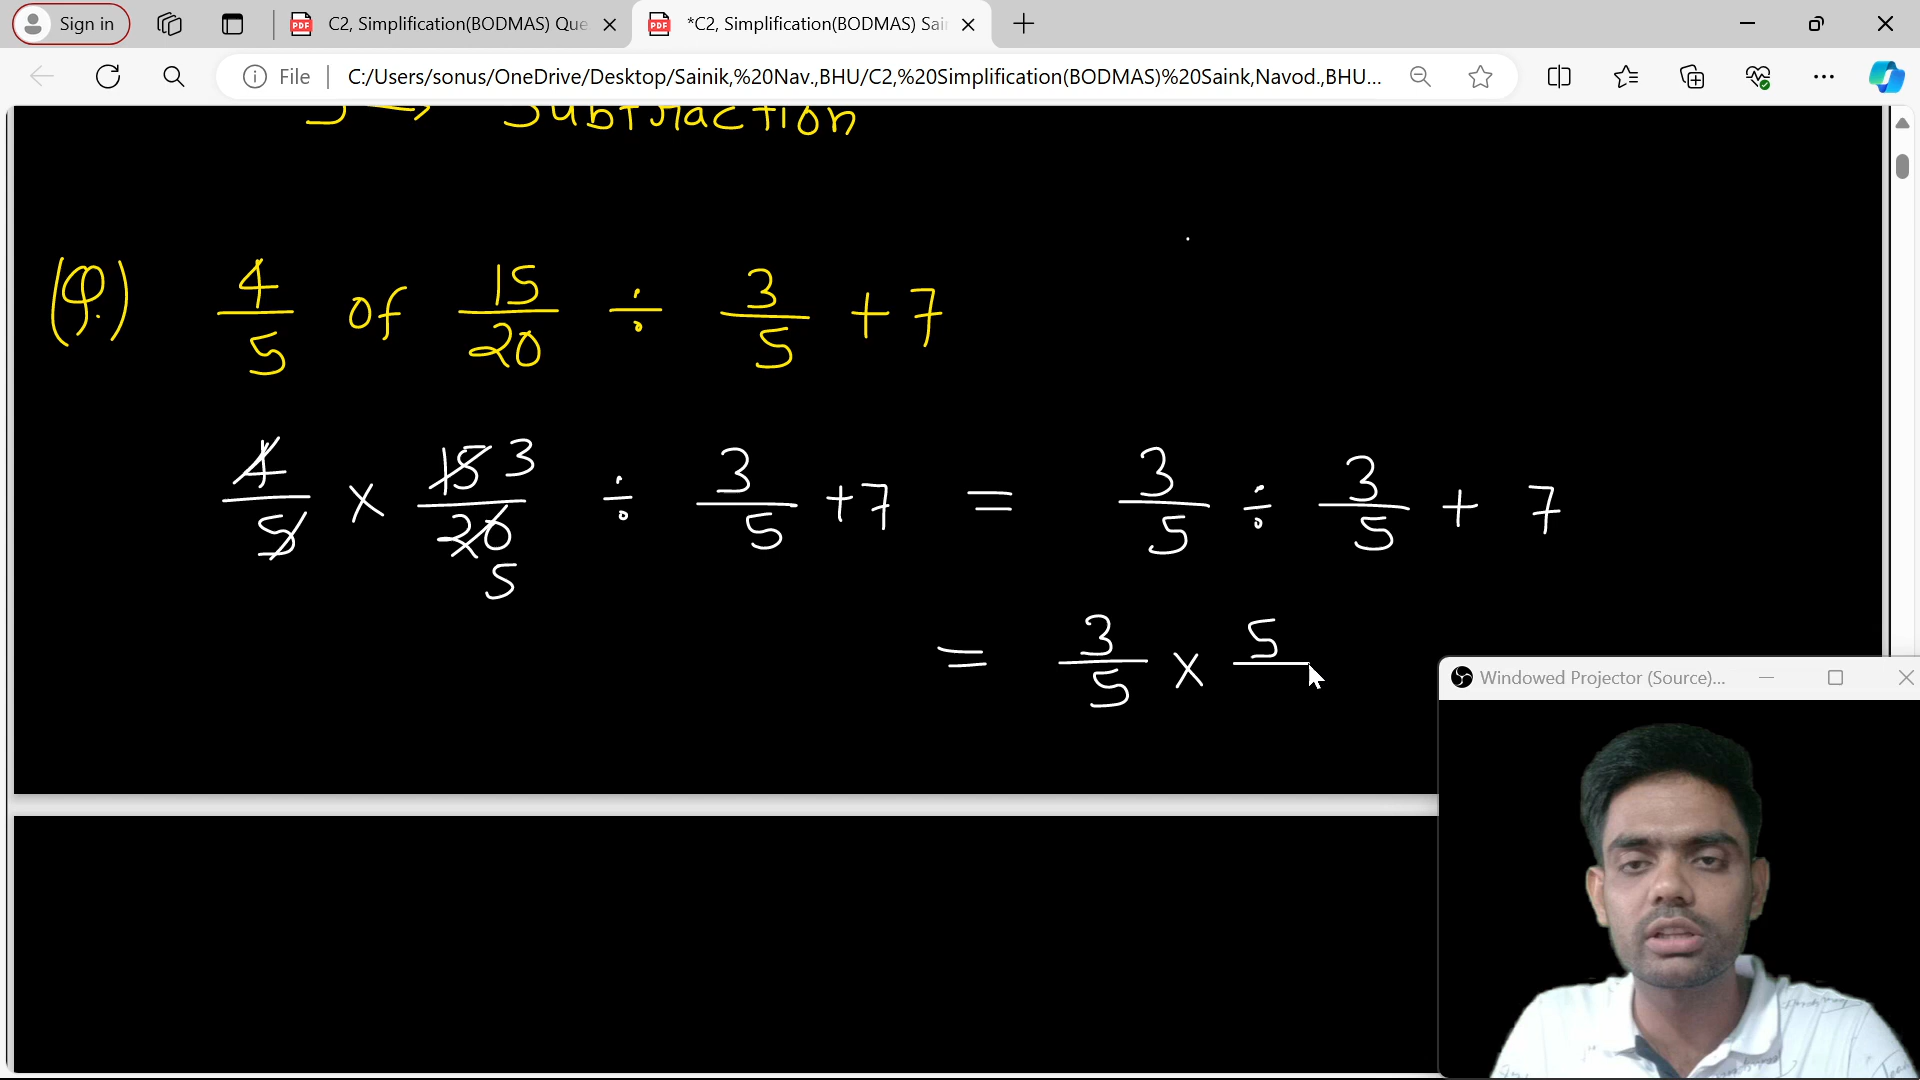 Sign in
C2, Simplification(BODMAS) Que
*C2, Simplification(BODMAS) Sai
File
C:/Users/sonus/OneDrive/Desktop/Sainik,%20Nav.,BHU/C2,%20Simplification(BODMAS)%20Saink,Navod.,BHU...
S → Subtraction
(Q.) 4/5 of 15/20 ÷ 3/5 + 7
4/5 × 15/20 3 5 ÷ 3/5 + 7 = 3/5 ÷ 3/5 + 7
= 3/5 × 5
Windowed Projector (Source)...